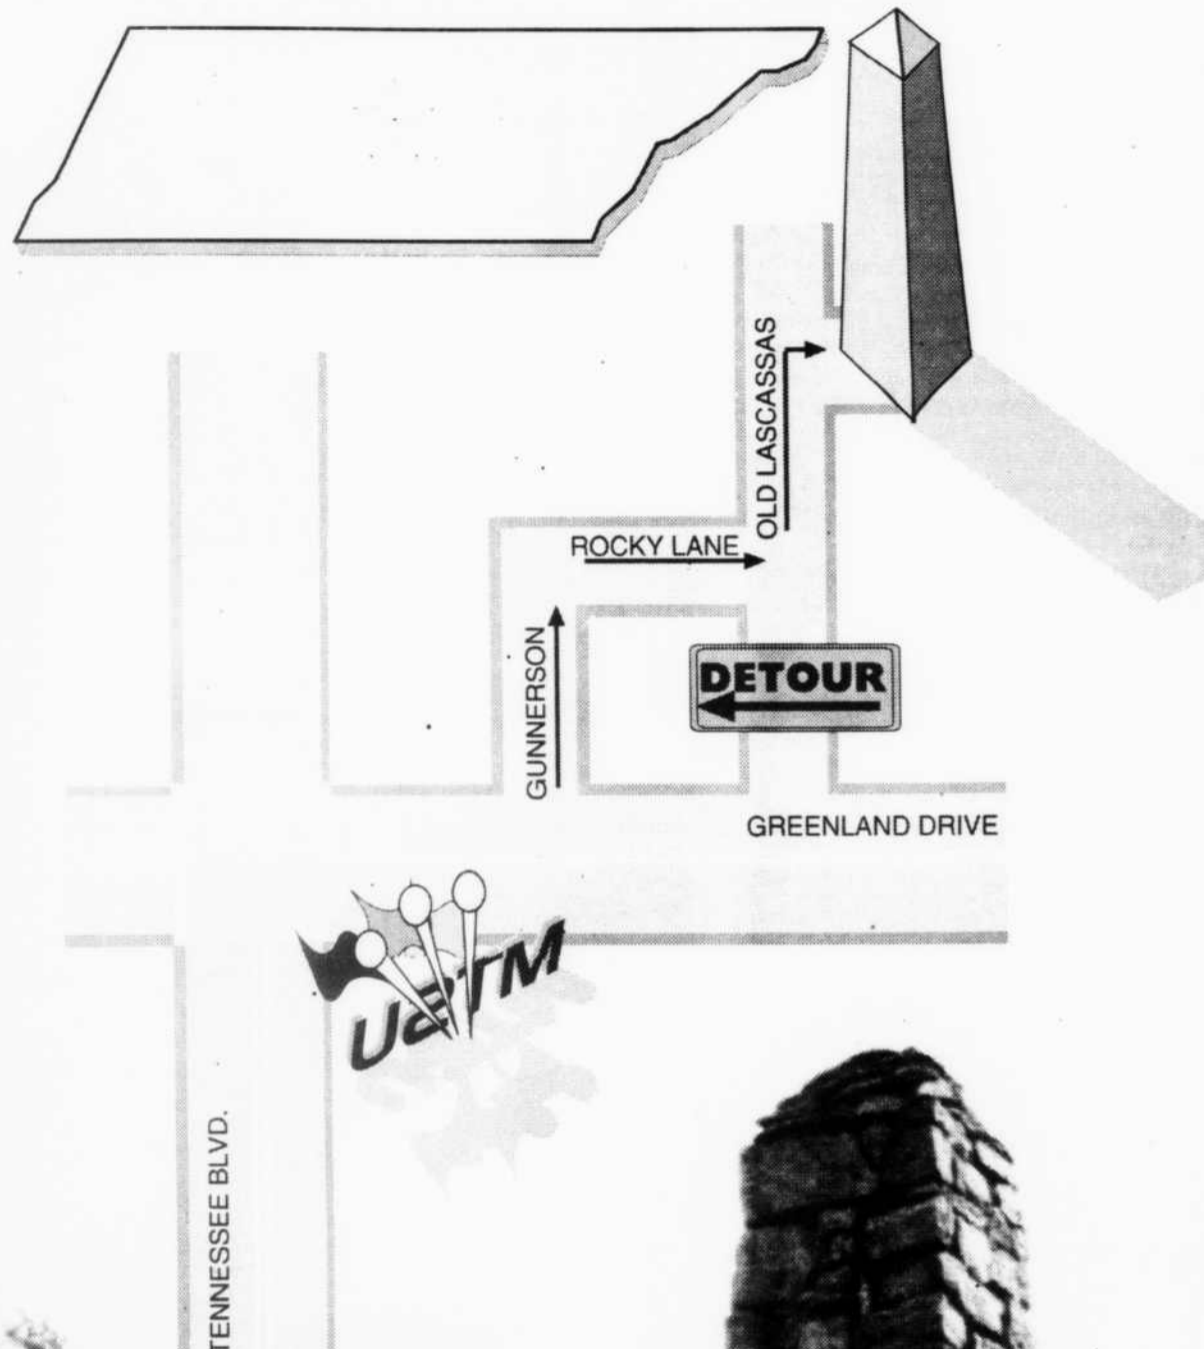 OLD LASCASSAS
ROCKY LANE
GUNNERSON
DETOUR
GREENLAND DRIVE
TENNESSEE BLVD.